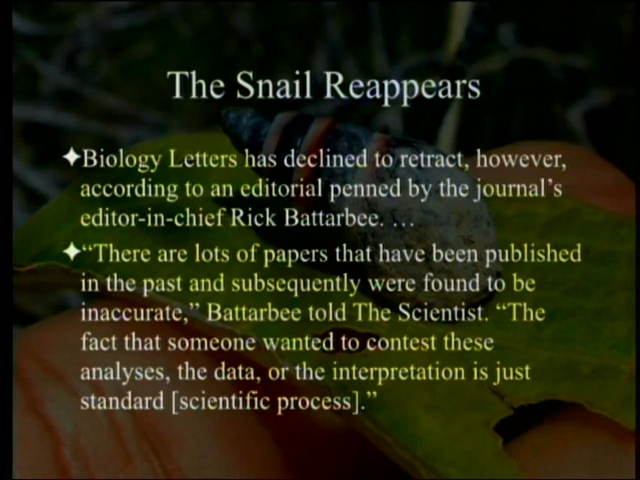 The Snail Reappears
✦Biology Letters has declined to retract, however,
according to an editorial penned by the journal’s
editor-in-chief Rick Battarbee. …
✦“There are lots of papers that have been published
in the past and subsequently were found to be
inaccurate,” Battarbee told The Scientist. “The
fact that someone wanted to contest these
analyses, the data, or the interpretation is just
standard [scientific process].”